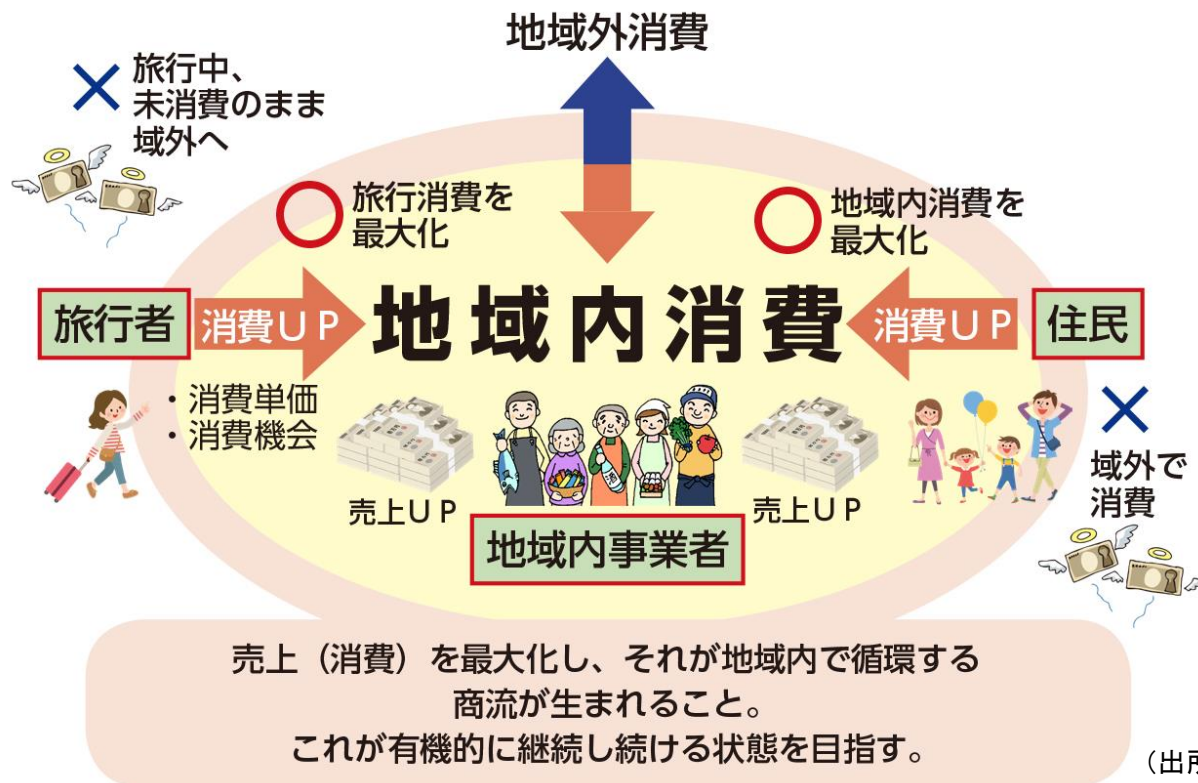 地域外消費
旅行中、
未消費のまま
域外へ
旅行消費を
最大化
地域内消費を
最大化
旅行者
消費UP
地域内消費
消費UP
住民
・消費単価
・消費機会
売上UP
売上UP
域外で
消費
地域内事業者
売上（消費）を最大化し、それが地域内で循環する
商流が生まれること。
これが有機的に継続し続ける状態を目指す。
（出所